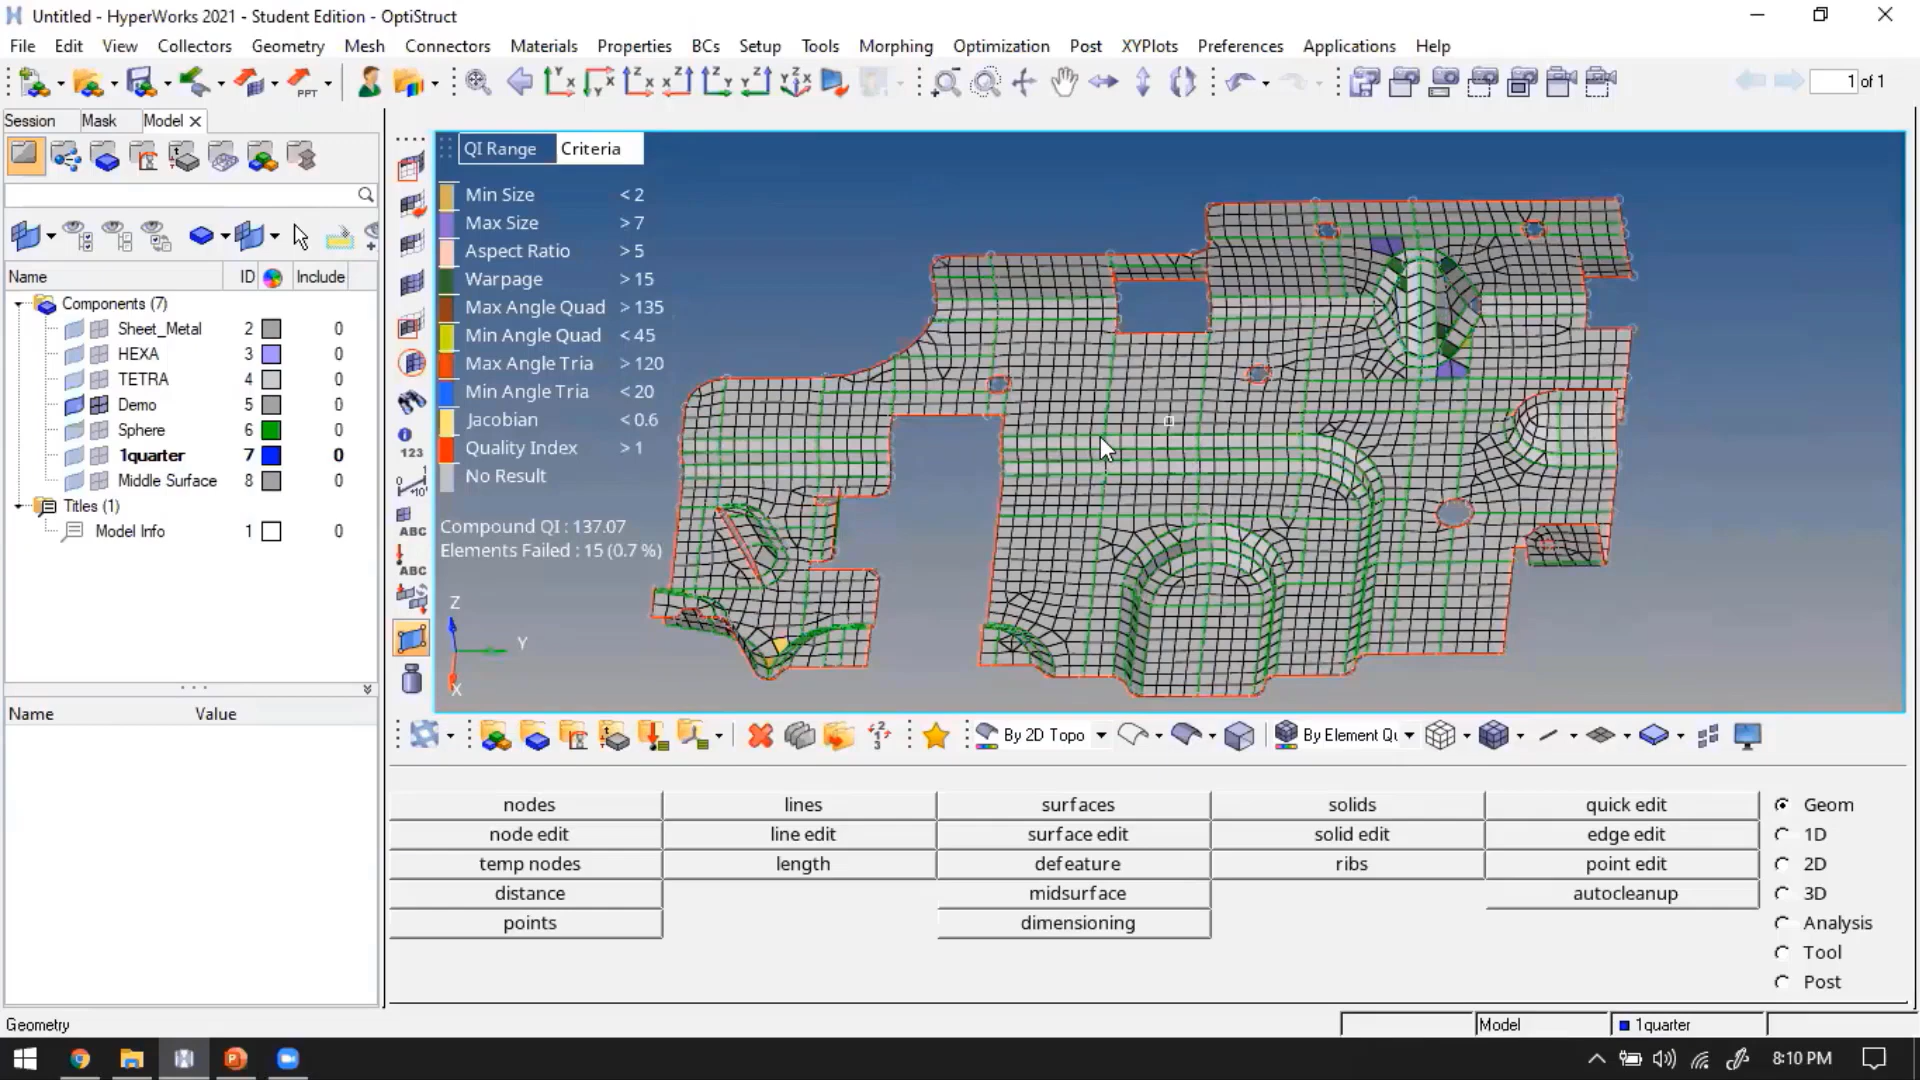 Untitled - HyperWorks 2021 - Student Edition - OptiStruct
File Edit View Collectors Geometry Mesh Connectors Materials Properties BCs Setup Tools Morphing Optimization Post XYPlots Preferences Applications Help
PPT
1 of 1
Session Mask Model
Name ID Include
Components (7)
Sheet_Metal 2 0
HEXA 3 0
TETRA 4 0
Demo 5 0
Sphere 6 0
1quarter 7 0
Middle Surface 8 0
Titles (1)
Model Info 1 0
Name Value
123
ABC
ABC
QI Range Criteria
Min Size < 2
Max Size > 7
Aspect Ratio > 5
Warpage > 15
Max Angle Quad > 135
Min Angle Quad < 45
Max Angle Tria > 120
Min Angle Tria < 20
Jacobian < 0.6
Quality Index > 1
No Result
Compound QI : 137.07
Elements Failed : 15 (0.7 %)
Z
Y
X
By 2D Topo
By Element Qu
nodes lines surfaces solids quick edit Geom
node edit line edit surface edit solid edit edge edit 1D
temp nodes length defeature ribs point edit 2D
distance midsurface autocleanup 3D
points dimensioning Analysis
Tool
Post
Geometry
Model
1quarter
8:10 PM